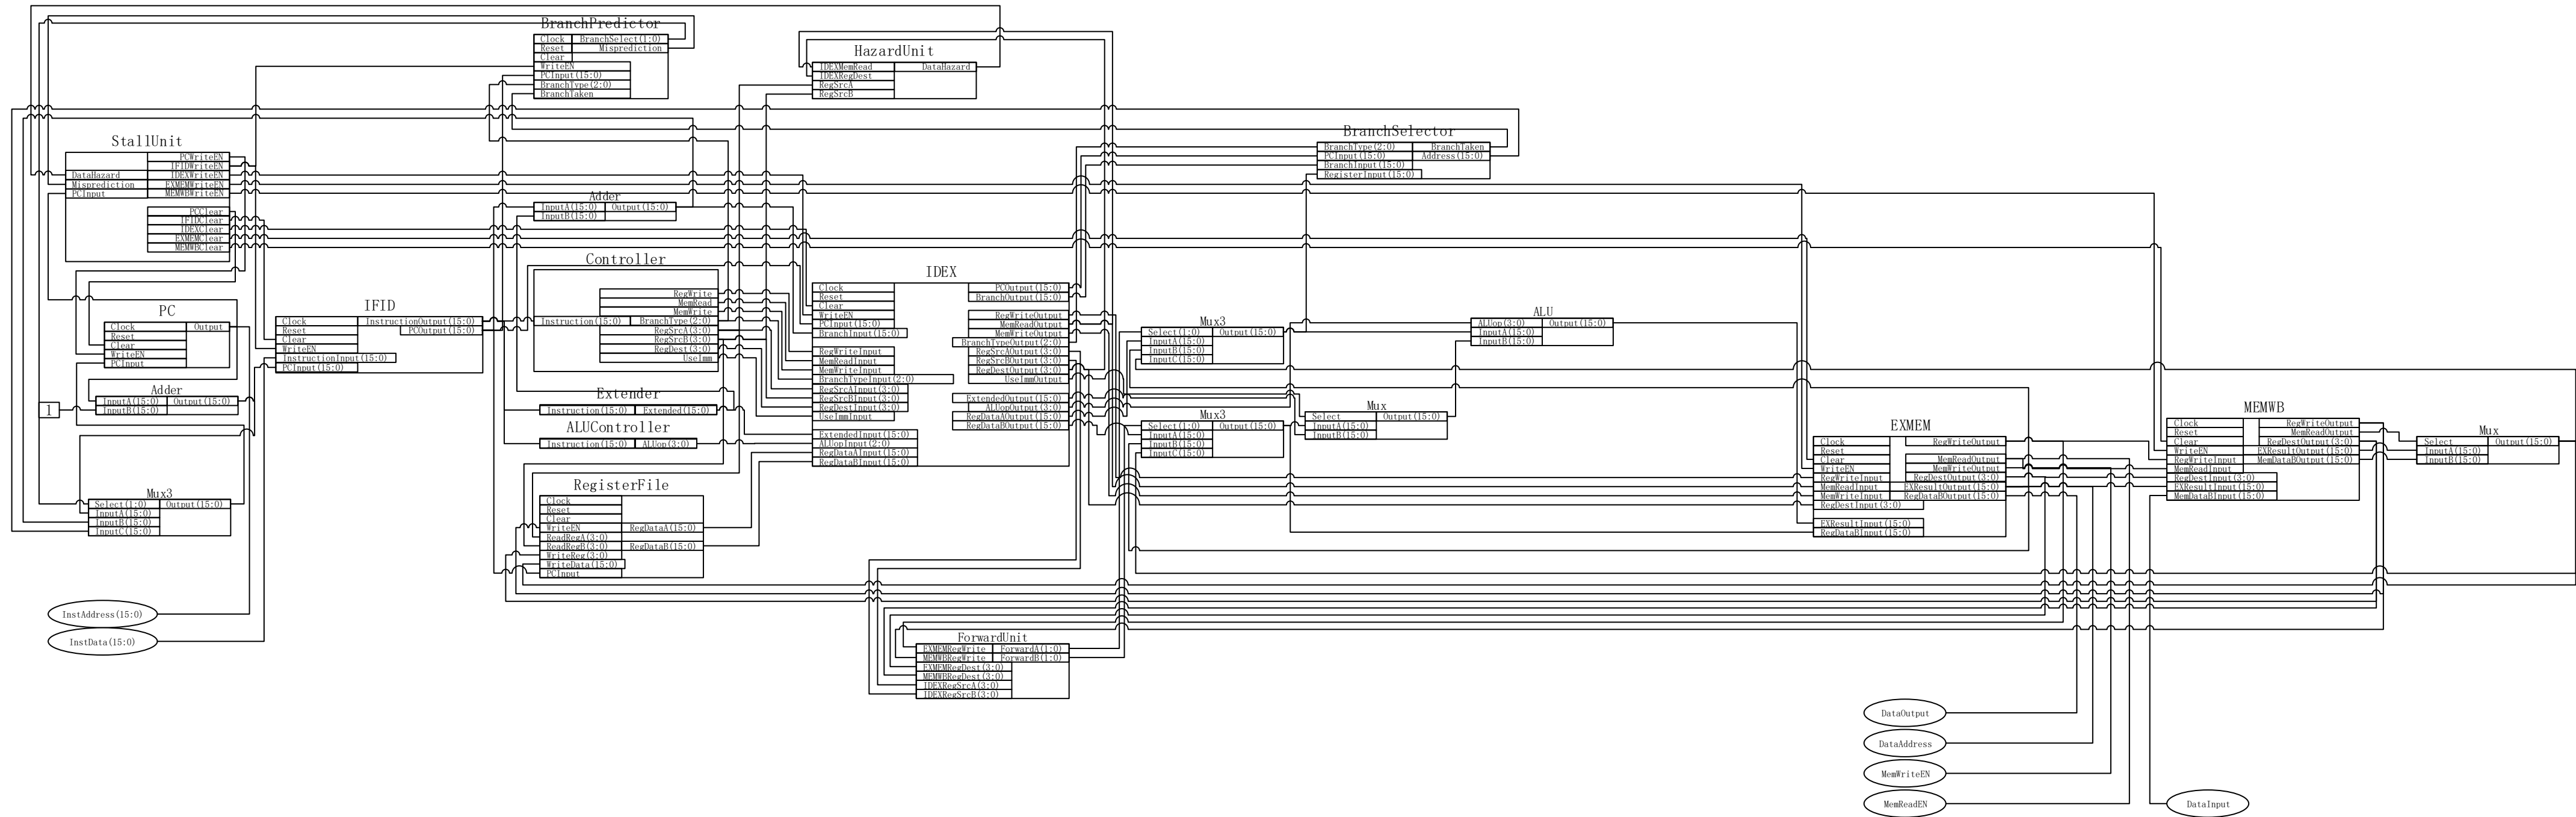 BranchPredictor
Clock BranchSelect(1:0)
Reset Misprediction
Clear
WriteEN
PCInput(15:0)
BranchType(2:0)
BranchTaken
HazardUnit
IDEXMemRead DataHazard
IDEXRegDest
RegSrcA
RegSrcB
StallUnit
PCWriteEN
IFIDWriteEN
DataHazard IDEXWriteEN
Misprediction EXMEMWriteEN
PCInput MEMWBWriteEN
PCClear
IFIDClear
IDEXClear
EXMEMClear
MEMWBClear
BranchSelector
BranchType(2:0) BranchTaken
PCInput(15:0) Address(15:0)
BranchInput(15:0)
RegisterInput(15:0)
Adder
InputA(15:0) Output(15:0)
InputB(15:0)
Controller
RegWrite
MemRead
MemWrite
Instruction(15:0) BranchType(2:0)
RegSrcA(3:0)
RegSrcB(3:0)
RegDest(3:0)
UseImm
IDEX
Clock PCOutput(15:0)
Reset BranchOutput(15:0)
Clear
WriteEN RegWriteOutput
PCInput(15:0) MemReadOutput
BranchInput(15:0) MemWriteOutput
BranchTypeOutput(2:0)
RegWriteInput RegSrcAOutput(3:0)
MemReadInput RegSrcBOutput(3:0)
MemWriteInput RegDestOutput(3:0)
BranchTypeInput(2:0) UseImmOutput
RegSrcAInput(3:0)
RegSrcBInput(3:0) ExtendedOutput(15:0)
RegDestInput(3:0) ALUopOutput(3:0)
UseImmInput RegDataAOutput(15:0)
RegDataBOutput(15:0)
ExtendedInput(15:0)
ALUopInput(2:0)
RegDataAInput(15:0)
RegDataBInput(15:0)
PC
Clock Output
Reset
Clear
WriteEN
PCInput
IFID
Clock InstructionOutput(15:0)
Reset PCOutput(15:0)
Clear
WriteEN
InstructionInput(15:0)
PCInput(15:0)
Adder
InputA(15:0) Output(15:0)
InputB(15:0)
1
Extender
Instruction(15:0) Extended(15:0)
ALUController
Instruction(15:0) ALUop(3:0)
Mux3
Select(1:0) Output(15:0)
InputA(15:0)
InputB(15:0)
InputC(15:0)
ALU
ALUop(3:0) Output(15:0)
InputA(15:0)
InputB(15:0)
Mux3
Select(1:0) Output(15:0)
InputA(15:0)
InputB(15:0)
InputC(15:0)
Mux
Select Output(15:0)
InputA(15:0)
InputB(15:0)
EXMEM
Clock RegWriteOutput
Reset
Clear MemReadOutput
WriteEN MemWriteOutput
RegWriteInput RegDestOutput(3:0)
MemReadInput EXResultOutput(15:0)
MemWriteInput RegDataBOutput(15:0)
RegDestInput(3:0)
EXResultInput(15:0)
RegDataBInput(15:0)
MEMWB
Clock RegWriteOutput
Reset MemReadOutput
Clear RegDestOutput(3:0)
WriteEN EXResultOutput(15:0)
RegWriteInput MemDataBOutput(15:0)
MemReadInput
RegDestInput(3:0)
EXResultInput(15:0)
MemDataBInput(15:0)
Mux
Select Output(15:0)
InputA(15:0)
InputB(15:0)
Mux3
Select(1:0) Output(15:0)
InputA(15:0)
InputB(15:0)
InputC(15:0)
RegisterFile
Clock
Reset
Clear
WriteEN RegDataA(15:0)
ReadRegA(3:0)
ReadRegB(3:0) RegDataB(15:0)
WriteReg(3:0)
WriteData(15:0)
PCInput
InstAddress(15:0)
InstData(15:0)
ForwardUnit
EXMEMRegWrite ForwardA(1:0)
MEMWBRegWrite ForwardB(1:0)
EXMEMRegDest(3:0)
MEMWBRegDest(3:0)
IDEXRegSrcA(3:0)
IDEXRegSrcB(3:0)
DataOutput
DataAddress
MemWriteEN
MemReadEN
DataInput